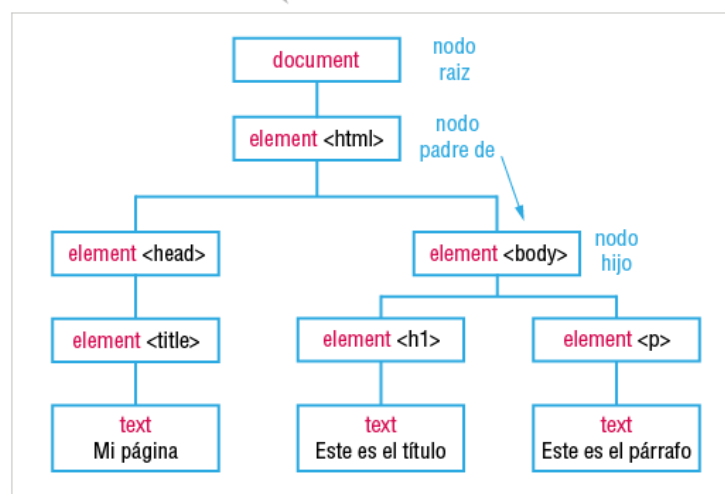 document
nodo
raiz
element <html>
nodo
padre de
element <head>
element <body>
nodo
hijo
element <title>
element <h1>
element <p>
text
Mi página
text
Este es el título
text
Este es el párrafo